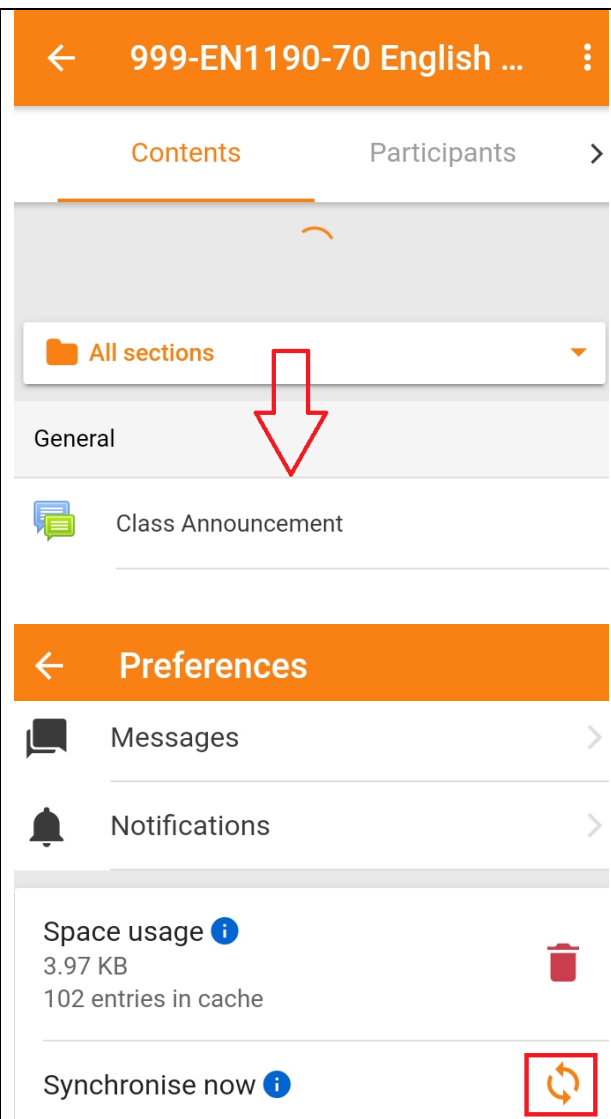 999-EN1190-70 English ...
Contents Participants
All sections
General
Class Announcement
Preferences
Messages
Notifications
Space usage
3.97 KB
102 entries in cache
Synchronise now